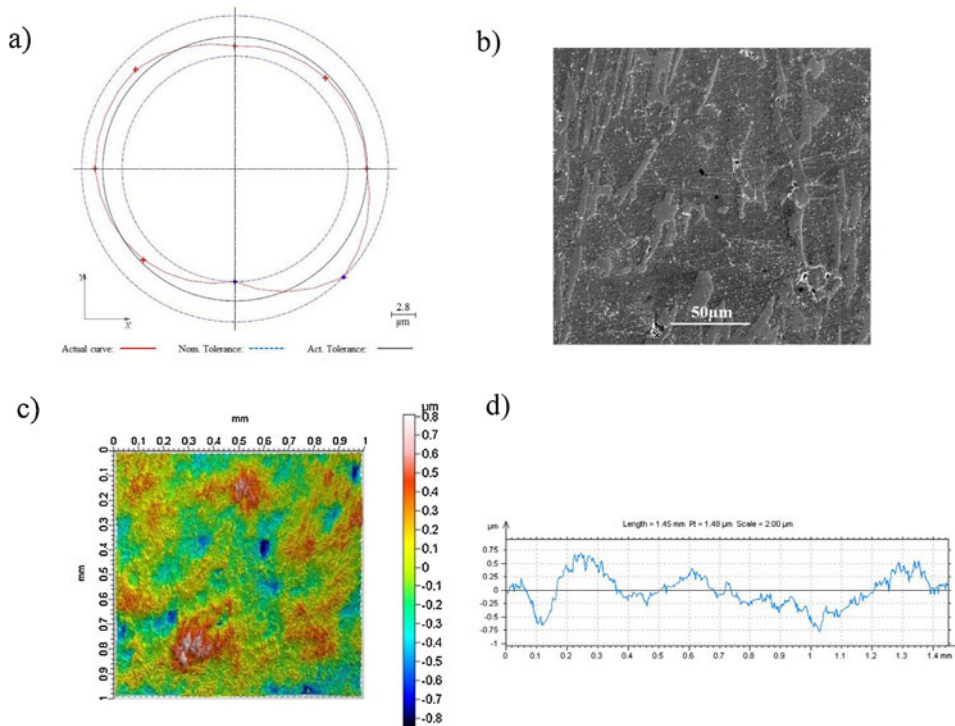 a)
y
x
2.8
µm
Actual curve:
Nom. Tolerance:
Act. Tolerance:
b)
50µm
c)
mm
0 0.1 0.2 0.3 0.4 0.5 0.6 0.7 0.8 0.9 1
mm
0
0.1
0.2
0.3
0.4
0.5
0.6
0.7
0.8
0.9
1
µm
0.8
0.7
0.6
0.5
0.4
0.3
0.2
0.1
0
-0.1
-0.2
-0.3
-0.4
-0.5
-0.6
-0.7
-0.8
d)
Length = 1.45 mm Pt = 1.48 µm Scale = 2.00 µm
µm
0.75
0.5
0.25
0
-0.25
-0.5
-0.75
-1
0 0.1 0.2 0.3 0.4 0.5 0.6 0.7 0.8 0.9 1 1.1 1.2 1.3 1.4 mm